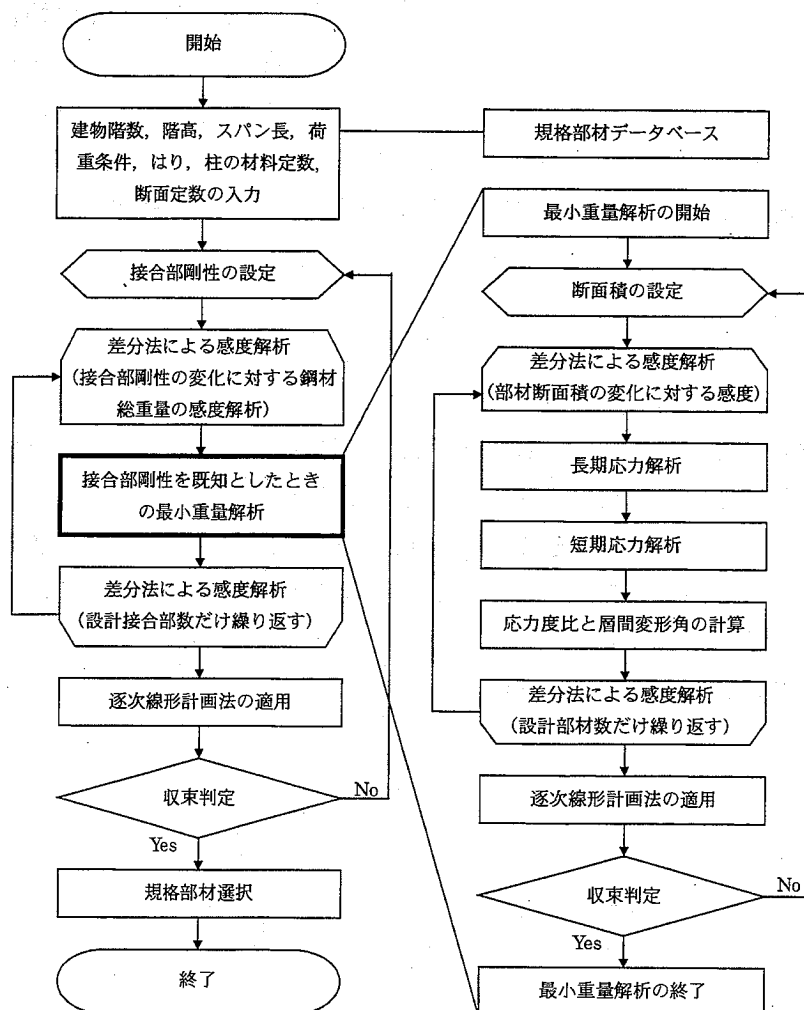 開始
建物階数，階高，スパン長，荷
重条件，はり，柱の材料定数，
断面定数の入力
接合部剛性の設定
差分法による感度解析
(接合部剛性の変化に対する鋼材
総重量の感度解析)
接合部剛性を既知としたとき
の最小重量解析
差分法による感度解析
(設計接合部数だけ繰り返す)
逐次線形計画法の適用
収束判定
No
Yes
規格部材選択
終了
規格部材データベース
最小重量解析の開始
断面積の設定
差分法による感度解析
(部材断面積の変化に対する感度)
長期応力解析
短期応力解析
応力度比と層間変形角の計算
差分法による感度解析
(設計部材数だけ繰り返す)
逐次線形計画法の適用
収束判定
No
Yes
最小重量解析の終了